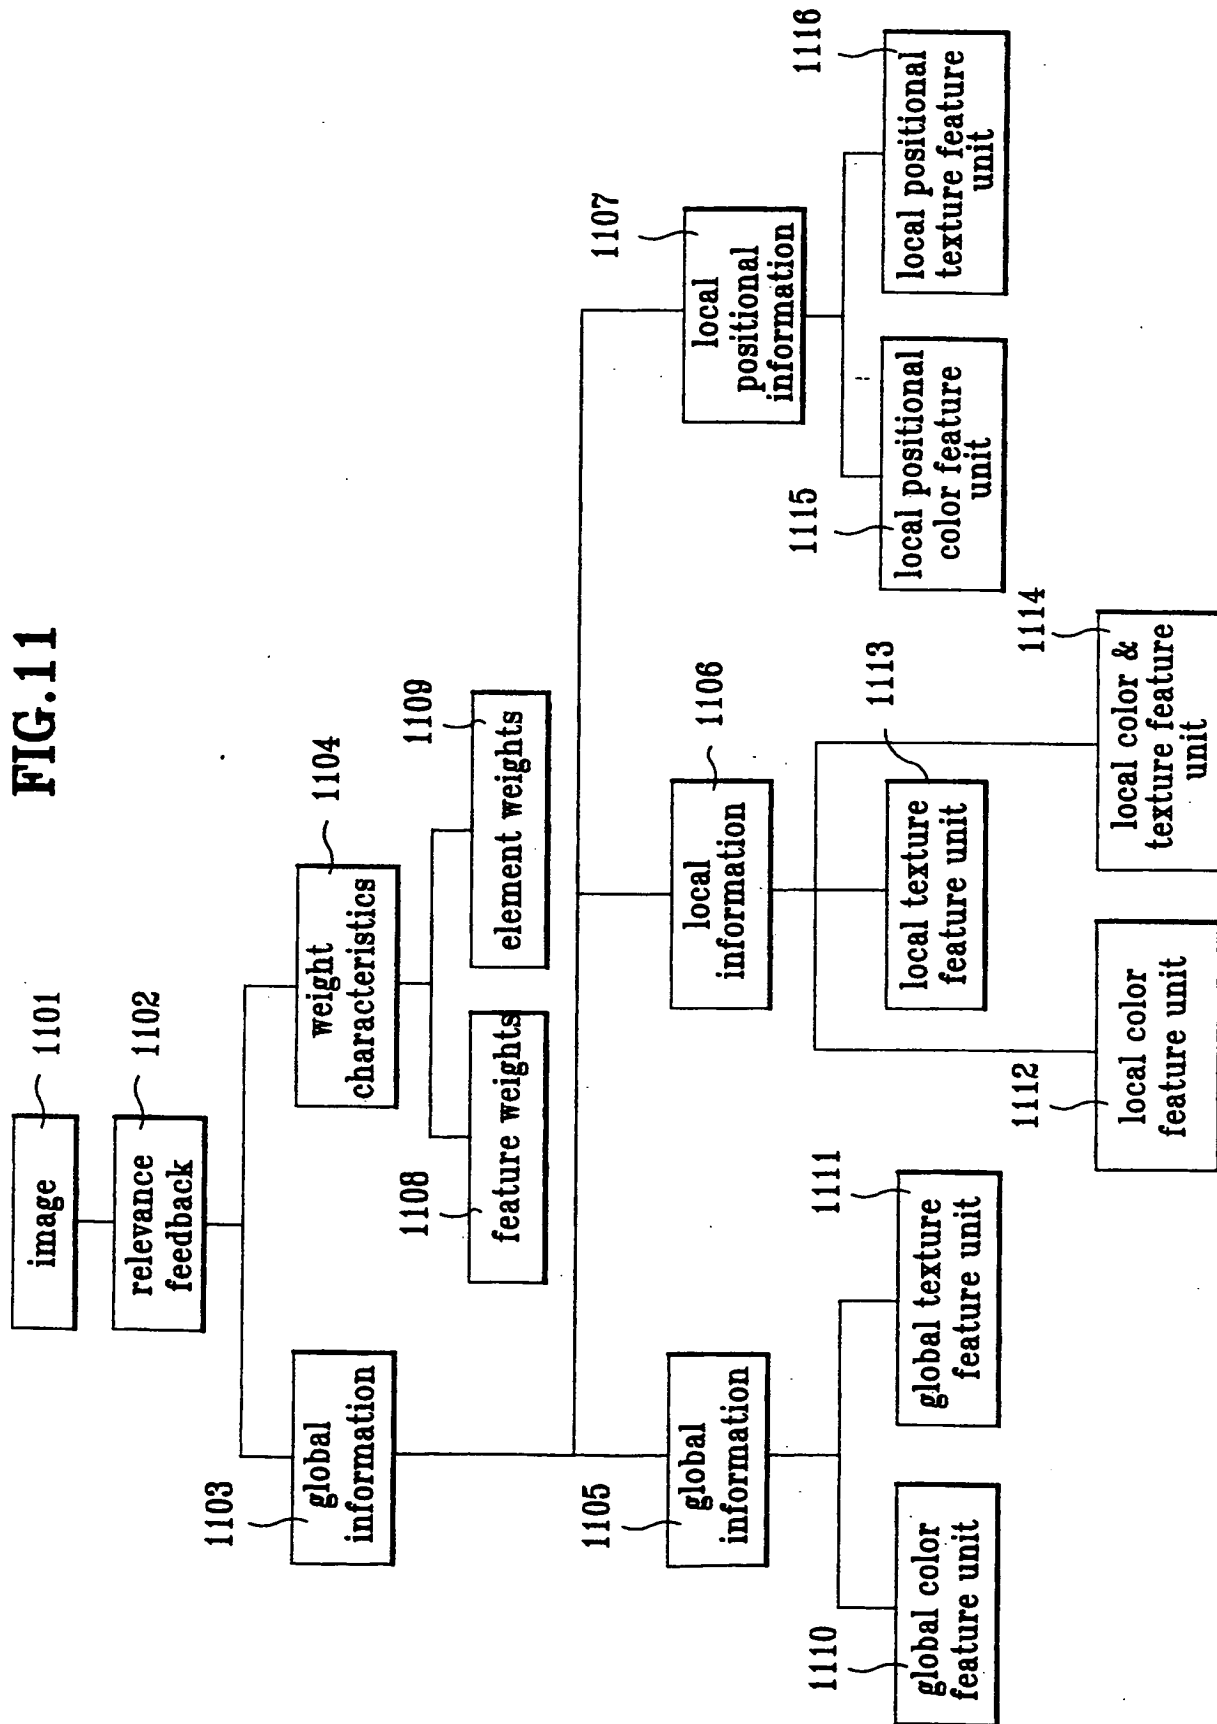 FIG.11
image
1101
relevance
feedback
1102
1103
global
information
weight
characteristics
1104
1108
feature weights
element weights
1109
1105
global
information
local
information
1106
local
positional
information
1107
1110
global color
feature unit
global texture
feature unit
1111
1112
local color
feature unit
local texture
feature unit
1113
local color &
texture feature
unit
1114
1115
local positional
color feature
unit
local positional
texture feature
unit
1116